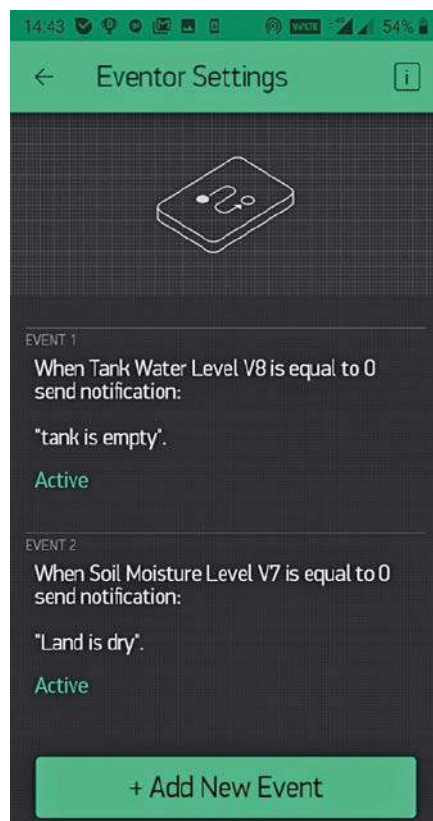 14:43 54%
Eventor Settings
EVENT 1
When Tank Water Level V8 is equal to 0
send notification:
"tank is empty".
Active
EVENT 2
When Soil Moisture Level V7 is equal to 0
send notification:
"Land is dry".
Active
+ Add New Event